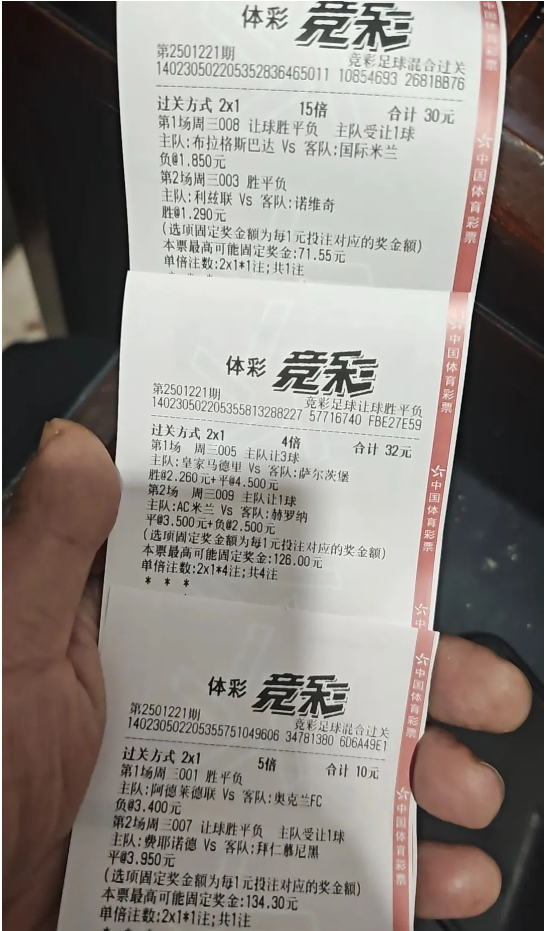 体彩 竞彩
第2501221期 竞彩足球混合过关
140230502205352836465011 10854693 2681BB76
过关方式 2x1 15倍 合计 30元
第1场周三008 让球胜平负 主队受让1球
主队:布拉格斯巴达 Vs 客队:国际米兰
负@1.850元
第2场周三003 胜平负
主队:利兹联 Vs 客队:诺维奇
胜@1.290元
(选项固定奖金额为每1元投注对应的奖金额)
本票最高可能固定奖金:71.55元
单倍注数:2x1*1注;共1注
体彩 竞彩
第2501221期 竞彩足球让球胜平负
140230502205355813288227 57716740 FBE27E59
过关方式 2x1 4倍 合计 32元
第1场 周三005 主队让3球
主队:皇家马德里 Vs 客队:萨尔茨堡
胜@2.260元+平@4.500元
第2场 周三009 主队让1球
主队:AC米兰 Vs 客队:赫罗纳
平@3.500元+负@2.500元
(选项固定奖金额为每1元投注对应的奖金额)
本票最高可能固定奖金:126.00元
单倍注数:2x1*4注;共4注
* * *
体彩 竞彩
第2501221期 竞彩足球混合过关
140230502205355751049606 34781380 6D6A49E1
过关方式 2x1 5倍 合计 10元
第1场周三001 胜平负
主队:阿德莱德联 Vs 客队:奥克兰FC
负@3.400元
第2场周三007 让球胜平负 主队受让1球
主队:费耶诺德 Vs 客队:拜仁慕尼黑
平@3.950元
(选项固定奖金额为每1元投注对应的奖金额)
本票最高可能固定奖金:134.30元
单倍注数:2x1*1注;共1注
中国体育彩票
中国体育彩票
中国体育彩票
中国体育彩票
中国体育彩票